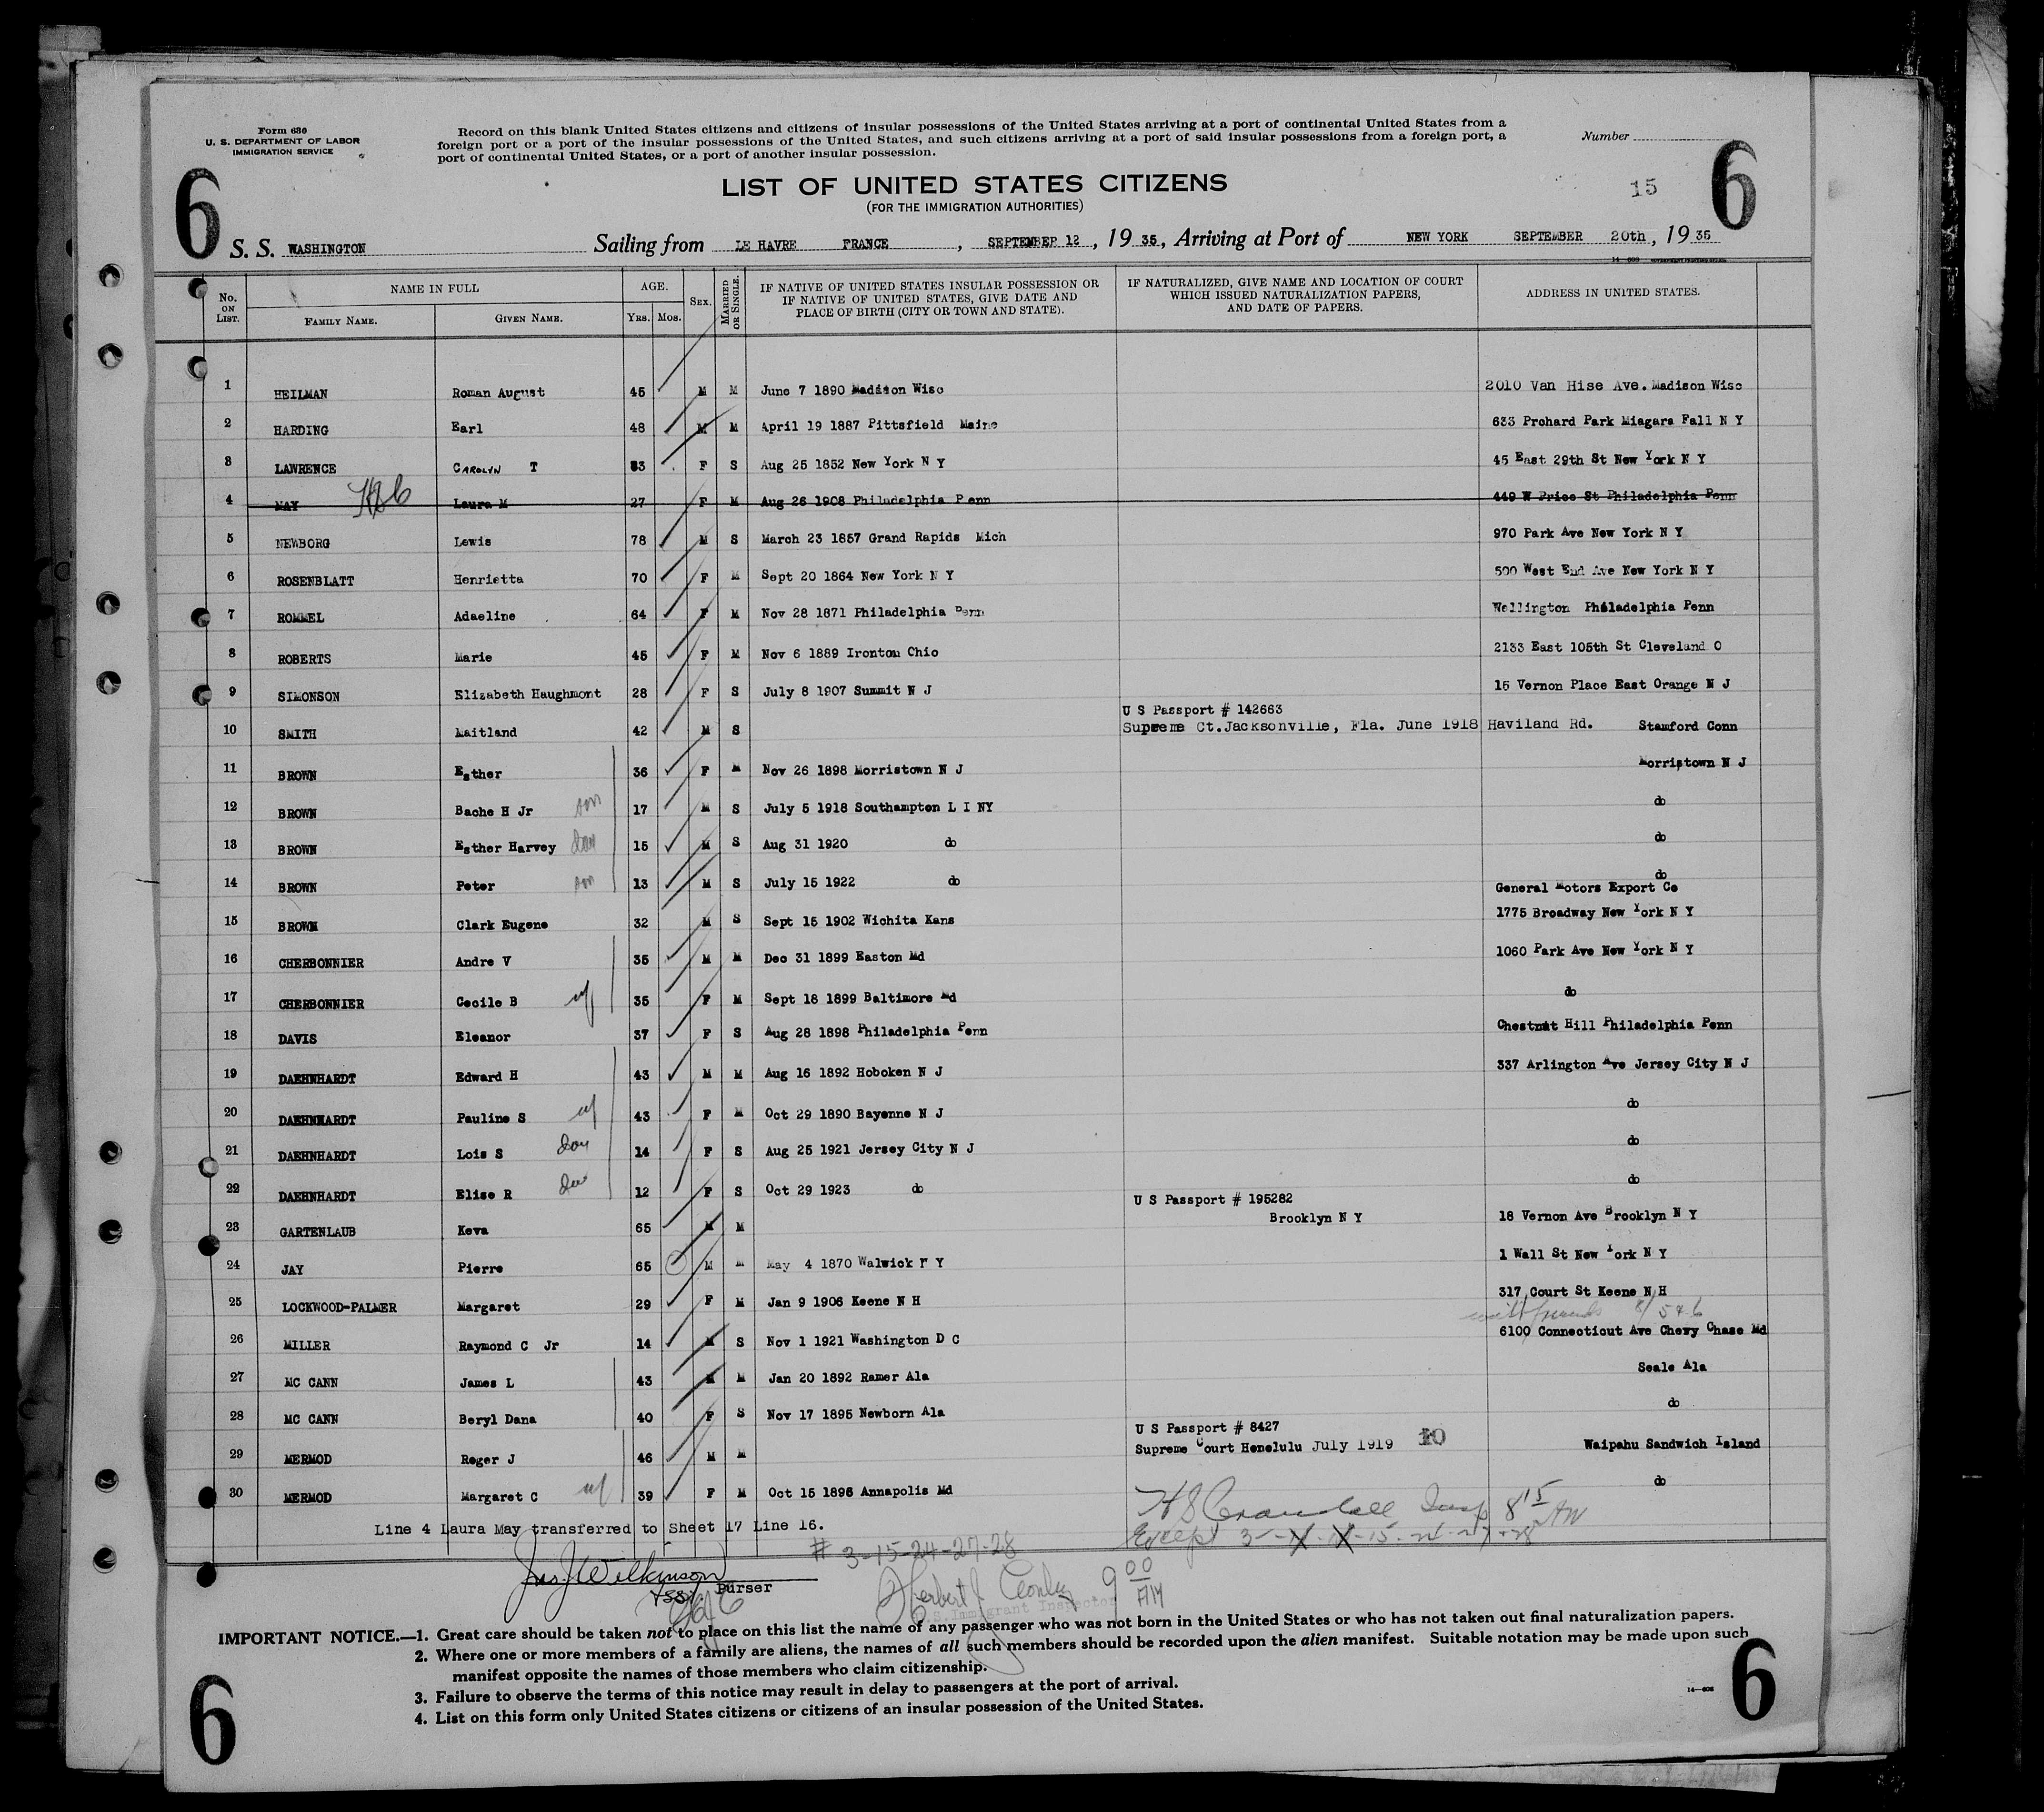 Form 630
U. S. DEPARTMENT OF LABOR
IMMIGRATION SERVICE
Record on this blank United States citizens and citizens of insular possessions of the United States arriving at a port of continental United States from a
foreign port or a port of the insular possessions of the United States, and such citizens arriving at a port of said insular possessions from a foreign port, a
port of continental United States, or a port of another insular possession.
Number
6
6
LIST OF UNITED STATES CITIZENS
(FOR THE IMMIGRATION AUTHORITIES)
15
S. S. WASHINGTON Sailing from LE HAVRE FRANCE, SEPTEMBER 12, 1935, Arriving at Port of NEW YORK SEPTEMBER 20th, 1935
No. ON LIST. NAME IN FULL FAMILY NAME. GIVEN NAME. AGE. YRS. MOS. SEX. MARRIED OR SINGLE. IF NATIVE OF UNITED STATES INSULAR POSSESSION OR IF NATIVE OF UNITED STATES, GIVE DATE AND PLACE OF BIRTH (CITY OR TOWN AND STATE). IF NATURALIZED, GIVE NAME AND LOCATION OF COURT WHICH ISSUED NATURALIZATION PAPERS, AND DATE OF PAPERS. ADDRESS IN UNITED STATES.
1 HEILMAN Roman August 45 M M June 7 1890 Madison Wisc 2010 Van Hise Ave. Madison Wisc
2 HARDING Earl 48 M M April 19 1887 Pittsfield Maine 633 Prohard Park Miagara Fall N Y
3 LAWRENCE CAROLYN T 83 F S Aug 25 1852 New York N Y 45 East 29th St New York N Y
4 MAY Laura M 27 F M Aug 26 1908 Philadelphia Penn 449 W Price St Philadelphia Penn
5 NEWBORG Lewis 78 M S March 23 1857 Grand Rapids Mich 970 Park Ave New York N Y
6 ROSENBLATT Henrietta 70 F M Sept 20 1864 New York N Y 500 West End Ave New York N Y
7 ROMMEL Adaeline 64 F M Nov 28 1871 Philadelphia Penn Wellington Philadelphia Penn
8 ROBERTS Marie 45 F M Nov 6 1889 Ironton Ohio 2133 East 105th St Cleveland O
9 SIMONSON Elizabeth Haughmont 28 F S July 8 1907 Summit N J 15 Vernon Place East Orange N J
U S Passport # 142663
10 SMITH Maitland 42 M S Supreme Ct. Jacksonville, Fla. June 1918 Haviland Rd. Stamford Conn
11 BROWN Esther 36 F M Nov 26 1898 Morristown N J Morristown N J
12 BROWN Bache H Jr son 17 M S July 5 1918 Southampton L I NY do
13 BROWN Esther Harvey dau 15 M S Aug 31 1920 do do
14 BROWN Peter son 13 M S July 15 1922 do do
General Motors Export Co
15 BROWN Clark Eugene 32 M S Sept 15 1902 Wichita Kans 1775 Broadway New York N Y
16 CHERBONNIER Andre V 35 M M Dec 31 1899 Easton Md 1060 Park Ave New York N Y
17 CHERBONNIER Cecile B wf 35 F M Sept 18 1899 Baltimore Md do
18 DAVIS Eleanor 37 F S Aug 28 1898 Philadelphia Penn Chestnut Hill Philadelphia Penn
19 DAEHNHARDT Edward H 43 M M Aug 16 1892 Hoboken N J 337 Arlington Ave Jersey City N J
20 DAEHNHARDT Pauline S wf 43 F M Oct 29 1890 Bayonne N J do
21 DAEHNHARDT Lois S dau 14 F S Aug 25 1921 Jersey City N J do
22 DAEHNHARDT Elise R dau 12 F S Oct 29 1923 do do
U S Passport # 195282
23 GARTENLAUB Keva 65 M M Brooklyn N Y 18 Vernon Ave Brooklyn N Y
24 JAY Pierre 65 M M May 4 1870 Walwick N Y 1 Wall St New York N Y
25 LOCKWOOD-PALMER Margaret 29 F M Jan 9 1906 Keene N H 317 Court St Keene N H
26 MILLER Raymond C Jr 14 M S Nov 1 1921 Washington D C 6100 Connecticut Ave Chevy Chase Md
27 MC CANN James L 43 M M Jan 20 1892 Ramer Ala Seale Ala
28 MC CANN Beryl Dana 40 F S Nov 17 1895 Newborn Ala do
U S Passport # 8427
29 MERMOD Roger J 46 M M Supreme Court Honolulu July 1919 10 Waipahu Sandwich Island
30 MERMOD Margaret C wf 39 F M Oct 15 1896 Annapolis Md do
Line 4 Laura May transferred to Sheet 17 Line 16.
H S Crandall Insp 8 15 AM
Except 3
# 3-15-24-27-28
Jas J Wilkinson
Purser
9 00 AM
U.S. Immigrant Inspector
IMPORTANT NOTICE.—1. Great care should be taken not to place on this list the name of any passenger who was not born in the United States or who has not taken out final naturalization papers.
2. Where one or more members of a family are aliens, the names of all such members should be recorded upon the alien manifest. Suitable notation may be made upon such
manifest opposite the names of those members who claim citizenship.
3. Failure to observe the terms of this notice may result in delay to passengers at the port of arrival.
4. List on this form only United States citizens or citizens of an insular possession of the United States.
14—608
6
6